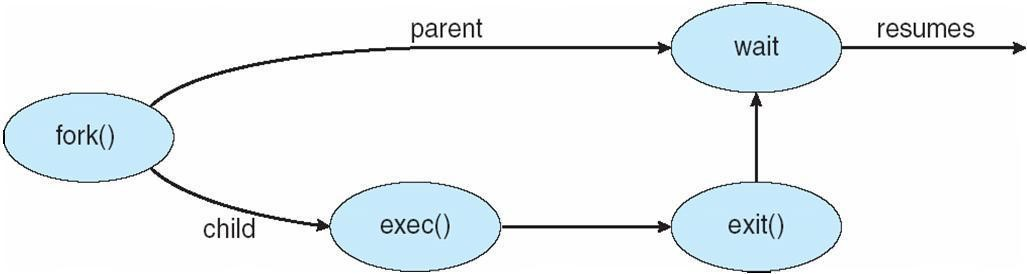 parent
wait
resumes
fork()
child
exec()
exit()